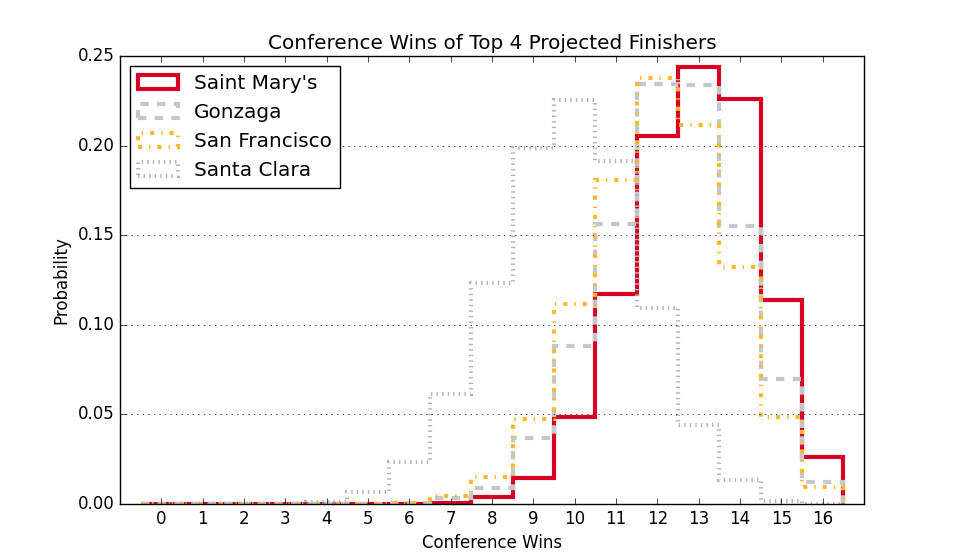 Conference Wins of Top 4 Projected Finishers
0.25
0.20
0.15
0.10
0.05
0.00
Probability
Saint Mary's
Gonzaga
San Francisco
Santa Clara
0 1 2 3 4 5 6 7 8 9 10 11 12 13 14 15 16
Conference Wins